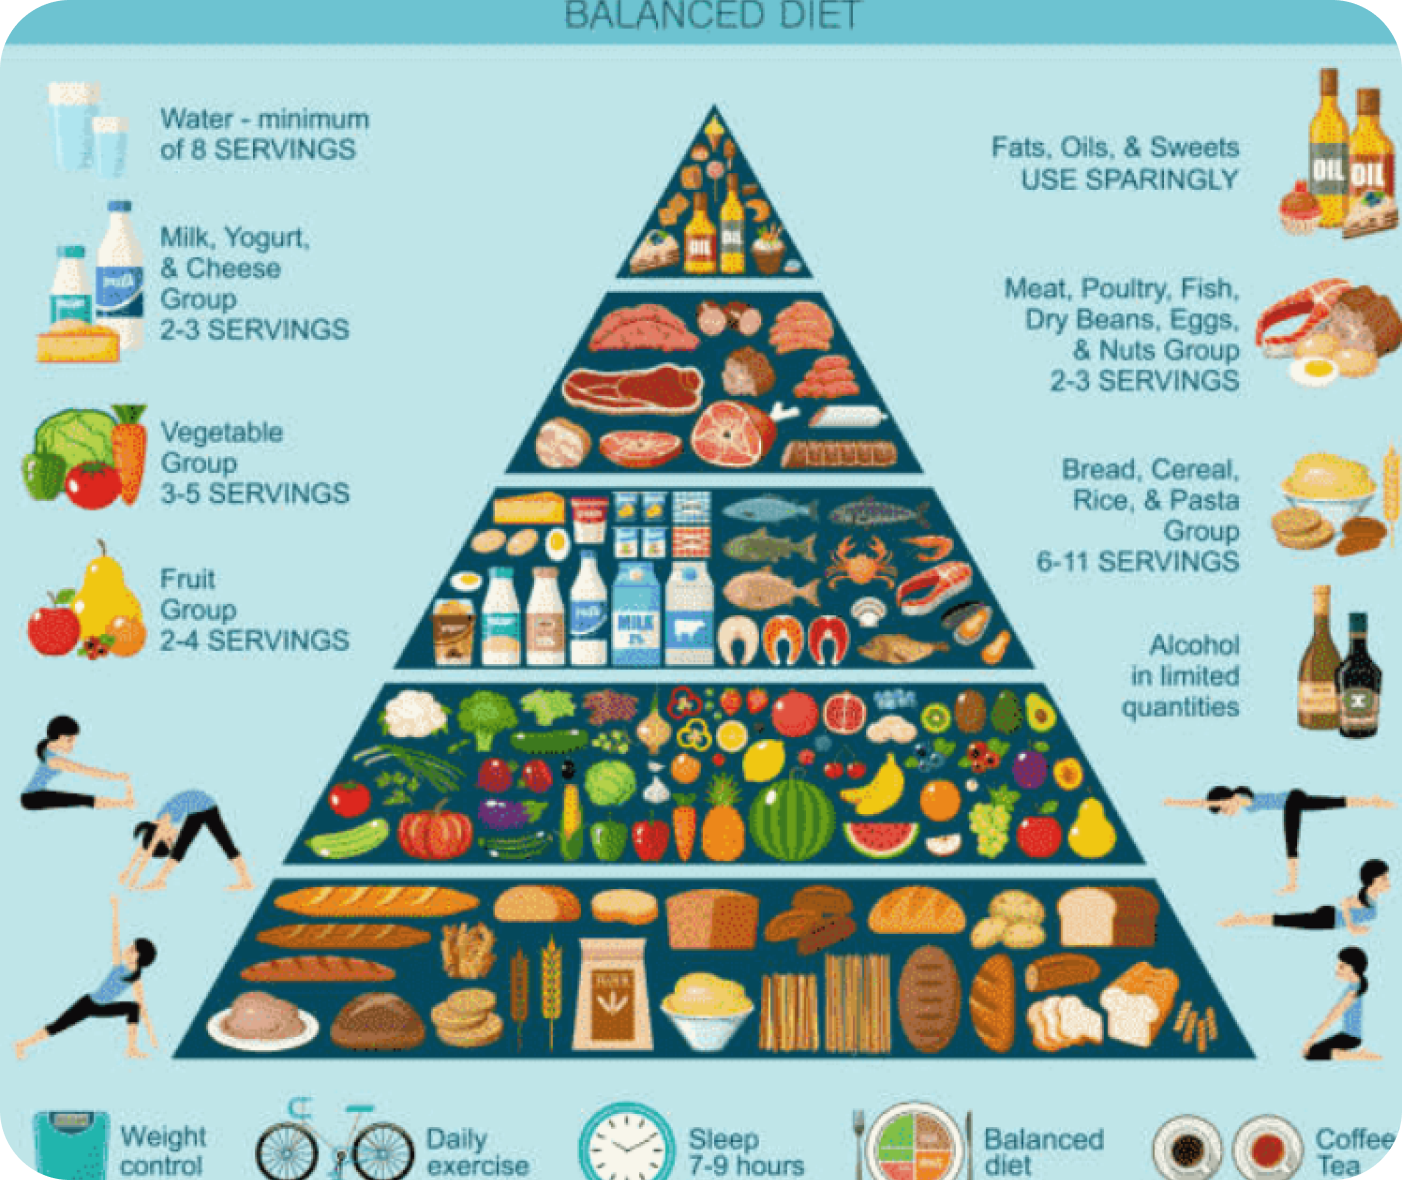 BALANCED DIET
Water - minimum
of 8 SERVINGS
Milk, Yogurt,
& Cheese
Group
2-3 SERVINGS
Vegetable
Group
3-5 SERVINGS
Fruit
Group
2-4 SERVINGS
Fats, Oils, & Sweets
USE SPARINGLY
Meat, Poultry, Fish,
Dry Beans, Eggs,
& Nuts Group
2-3 SERVINGS
Bread, Cereal,
Rice, & Pasta
Group
6-11 SERVINGS
Alcohol
in limited
quantities
OIL
OIL
OIL
OIL
Milk
Milk
MILK
Weight
control
Daily
exercise
Sleep
7-9 hours
Balanced
diet
Coffee
Tea